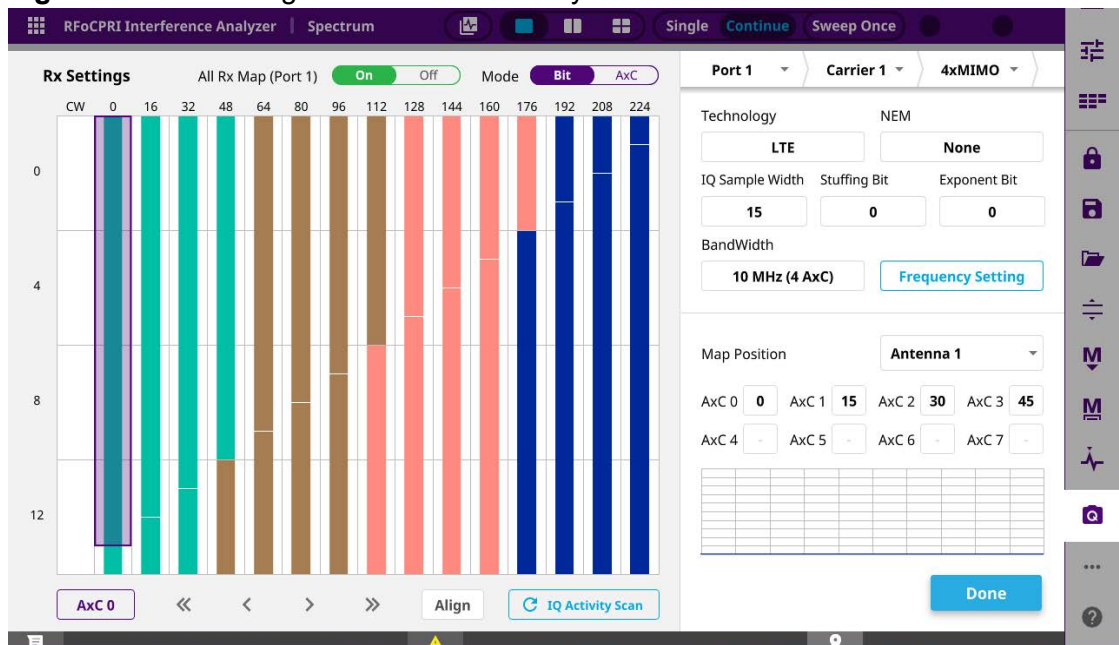 RFoCPRI Interference Analyzer | Spectrum Single Continue Sweep Once
Rx Settings All Rx Map (Port 1) On Off Mode Bit AxC
CW 0 16 32 48 64 80 96 112 128 144 160 176 192 208 224
0
4
8
12
AxC 0 Align IQ Activity Scan
Port 1 Carrier 1 4xMIMO
Technology NEM
LTE None
IQ Sample Width Stuffing Bit Exponent Bit
15 0 0
BandWidth
10 MHz (4 AxC) Frequency Setting
Map Position Antenna 1
AxC 0 0 AxC 1 15 AxC 2 30 AxC 3 45
AxC 4 - AxC 5 - AxC 6 - AxC 7 -
Done
M
M
Q